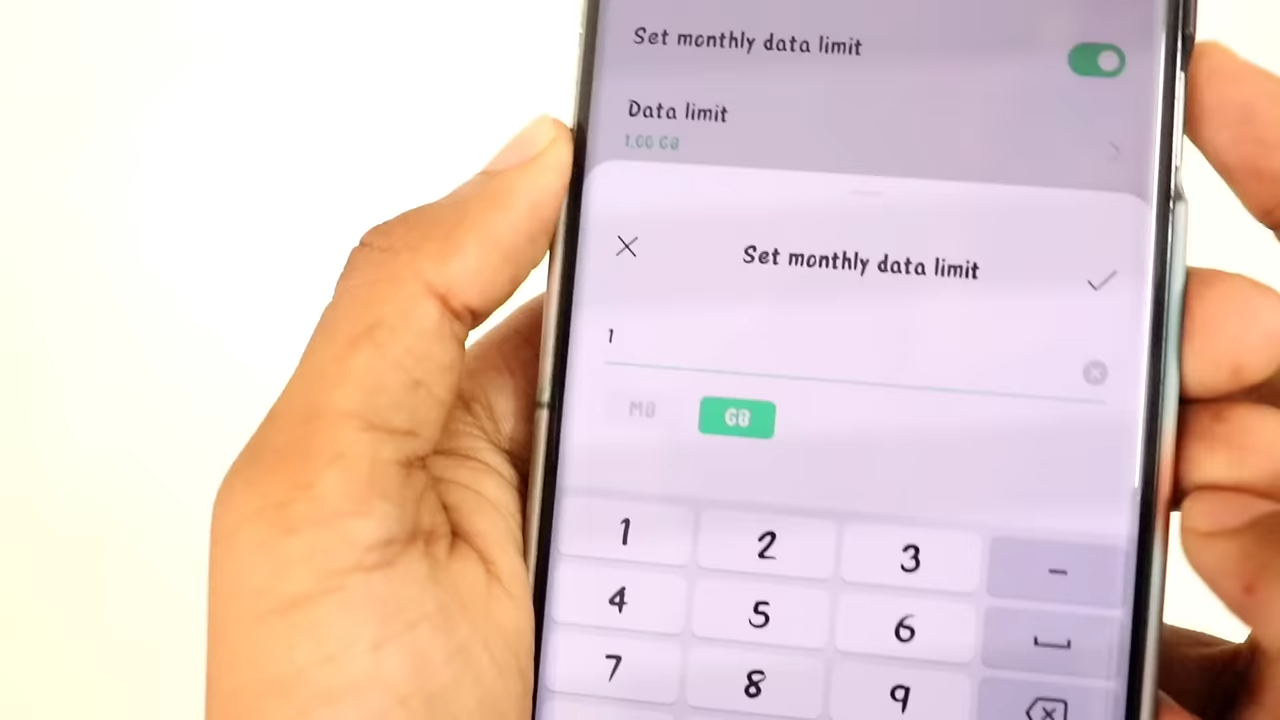 Set monthly data limit
Data limit
1.00 GB
Set monthly data limit
1
MB GB
1 2 3 -
4 5 6
7 8 9